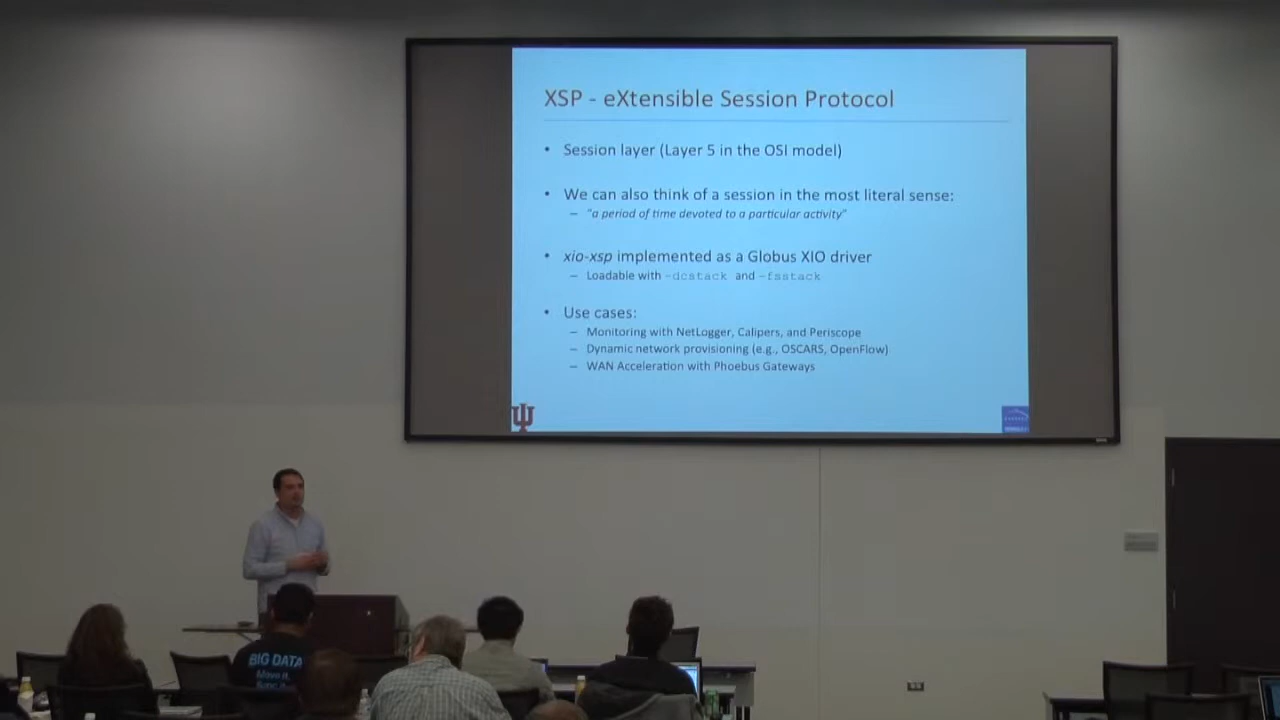 XSP - eXtensible Session Protocol
• Session layer (Layer 5 in the OSI model)
• We can also think of a session in the most literal sense:
– "a period of time devoted to a particular activity"
• xio-xsp implemented as a Globus XIO driver
– Loadable with -dcstack and -fsstack
• Use cases:
– Monitoring with NetLogger, Calipers, and Periscope
– Dynamic network provisioning (e.g., OSCARS, OpenFlow)
– WAN Acceleration with Phoebus Gateways
BIG DATA
Move it.